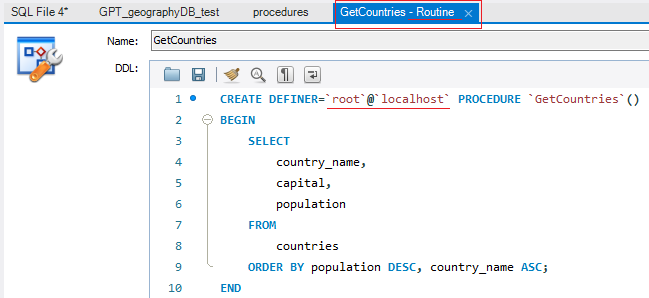 SQL File 4* GPT_geographyDB_test procedures GetCountries - Routine ×
Name: GetCountries
DDL:
1 CREATE DEFINER=`root`@`localhost` PROCEDURE `GetCountries`()
2 BEGIN
3 SELECT
4 country_name,
5 capital,
6 population
7 FROM
8 countries
9 ORDER BY population DESC, country_name ASC;
10 END